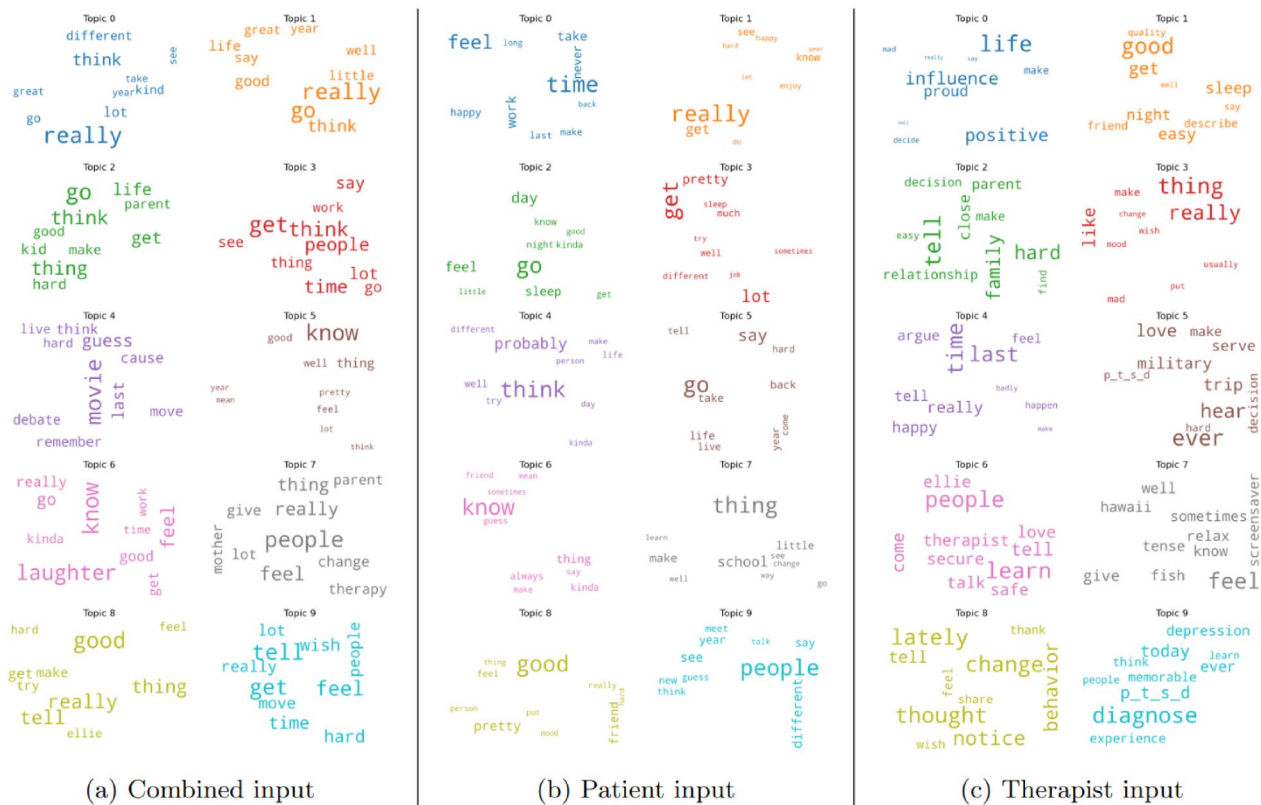 Topic 0
different
think
see
take
year kind
great
lot
go
really
Topic 1
great year
life
well
say
little
good
really
go
think
Topic 2
go life
think parent
good
get
kid make
thing
hard
Topic 3
say
work
get think
see people
thing
lot
time go
Topic 4
live think
hard guess
cause
movie
last
move
debate
remember
Topic 5
good know
well thing
year
mean
pretty
feel
lot
think
Topic 6
really
go
know
work
feel
time
kinda
good
laughter
get
Topic 7
thing parent
give really
mother
people
lot
change
feel
therapy
Topic 8
hard
feel
good
get make
try
thing
really
tell
ellie
Topic 9
lot
tell wish
people
really
get feel
move
time
hard
(a) Combined input
Topic 0
feel
long
take
never
time
back
happy
work
last make
Topic 1
see
happy
hard
year
know
lot
enjoy
really
get
do
Topic 2
day
know
good
night kinda
feel
go
little
sleep
get
Topic 3
pretty
get
sleep
much
try
well
sometimes
different
job
lot
Topic 4
different
probably
make
person
life
well
think
try
day
kinda
Topic 5
tell
say
hard
go
back
take
life
live
year
come
Topic 6
friend
mean
sometimes
know
guess
thing
say
always
kinda
make
Topic 7
thing
learn
little
make
school
see
change
way
well
go
Topic 8
thing
good
feel
really
hard
friend
person
put
pretty
mood
Topic 9
meet
year
talk
say
see
people
new
guess
think
different
(b) Patient input
Topic 0
mad
life
really
say
make
influence
proud
decide
positive
Topic 1
quality
good
get
well
sleep
say
night
friend
describe
easy
Topic 2
decision
parent
close
make
easy
tell
family
hard
relationship
find
Topic 3
make
thing
like
change
really
wish
mood
usually
put
mad
Topic 4
argue
time
feel
last
badly
tell
really
happen
happy
make
Topic 5
love make
serve
military
p_t_s_d
trip
hear
decision
hard
ever
Topic 6
ellie
people
come
therapist
love
secure
tell
learn
talk
safe
Topic 7
well
hawaii
sometimes
screensaver
relax
tense
know
give
fish
feel
Topic 8
lately
thank
tell
change
behavior
feel
share
thought
wish
notice
Topic 9
depression
today
learn
think
ever
people
memorable
p_t_s_d
diagnose
experience
(c) Therapist input